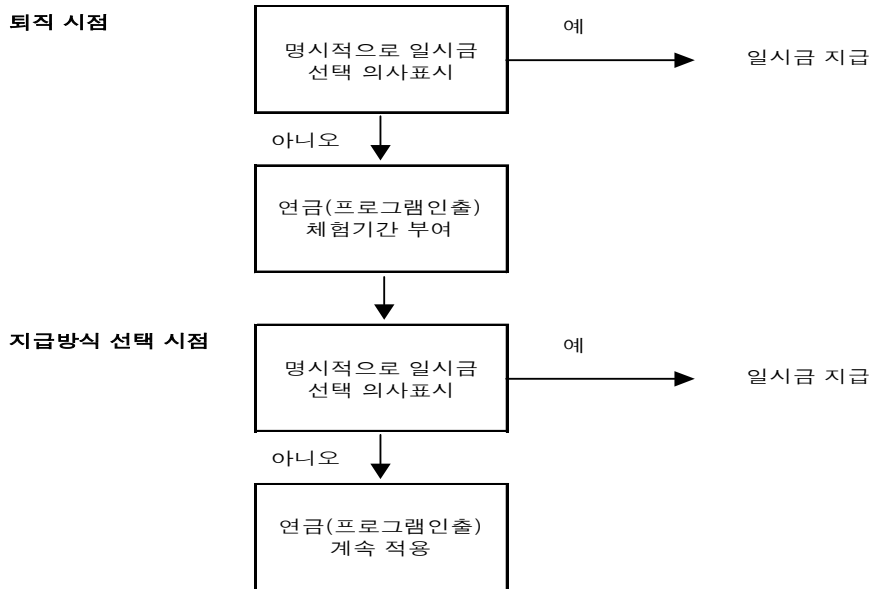 퇴직 시점
명시적으로 일시금
선택 의사표시
예
일시금 지급
아니오
연금(프로그램인출)
체험기간 부여
지급방식 선택 시점
명시적으로 일시금
선택 의사표시
예
일시금 지급
아니오
연금(프로그램인출)
계속 적용